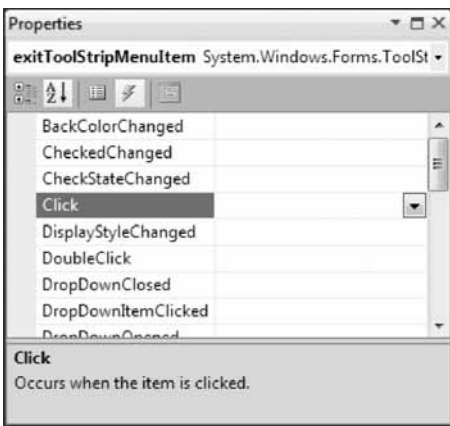 Properties
exitToolStripMenuItem System.Windows.Forms.ToolSt
BackColorChanged
CheckedChanged
CheckStateChanged
Click
DisplayStyleChanged
DoubleClick
DropDownClosed
DropDownItemClicked
DropDownOpened
Click
Occurs when the item is clicked.